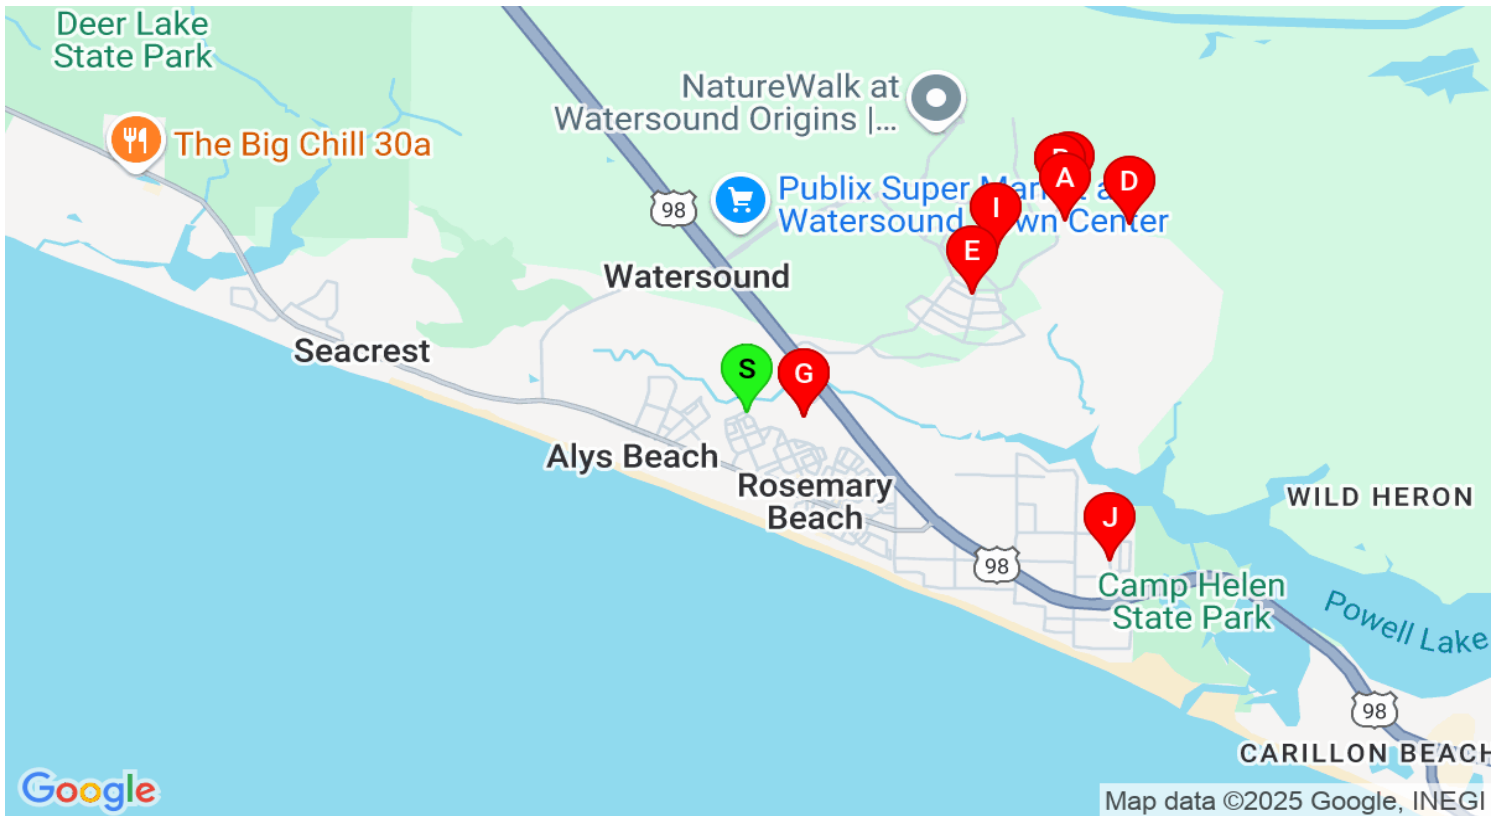 Deer Lake
State Park
NatureWalk at
Watersound Origins |...
The Big Chill 30a
A
D
98
Publix Super Market a
Watersound Town Center
I
E
Watersound
Seacrest
S
G
Alys Beach
Rosemary
Beach
WILD HERON
J
98
Camp Helen
State Park
Powell Lake
98
CARILLON BEACH
Google
Map data ©2025 Google, INEGI